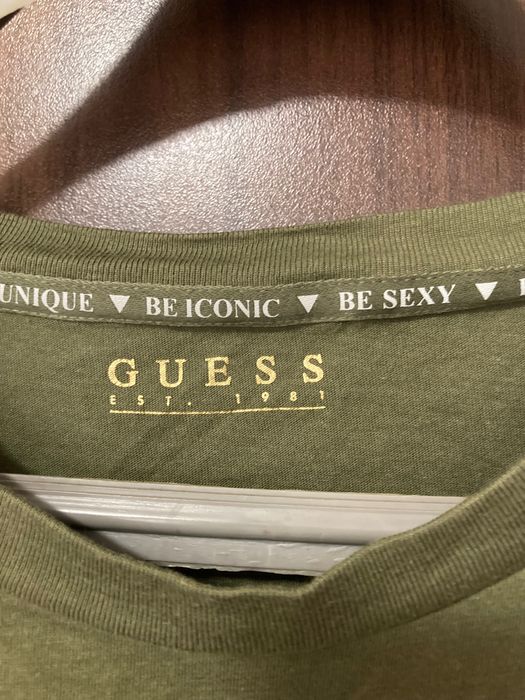 UNIQUE ▼ BE ICONIC ▼ BE SEXY ▼
GUESS
EST. 1981